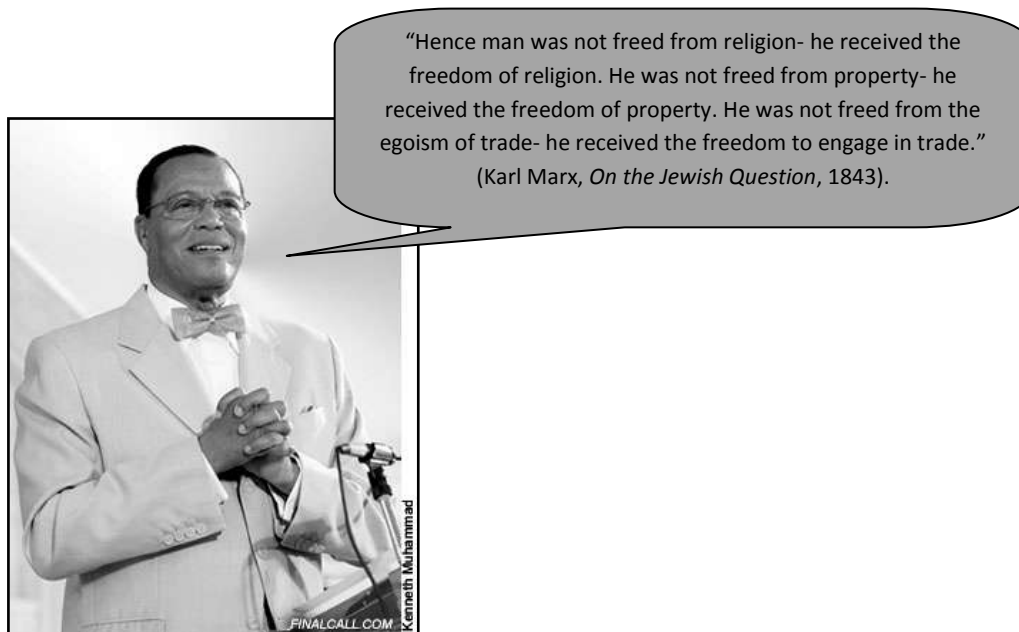 “Hence man was not freed from religion- he received the
freedom of religion. He was not freed from property- he
received the freedom of property. He was not freed from the
egoism of trade- he received the freedom to engage in trade.”
(Karl Marx, On the Jewish Question, 1843).
Kenneth Muhammad
FINALCALL.COM